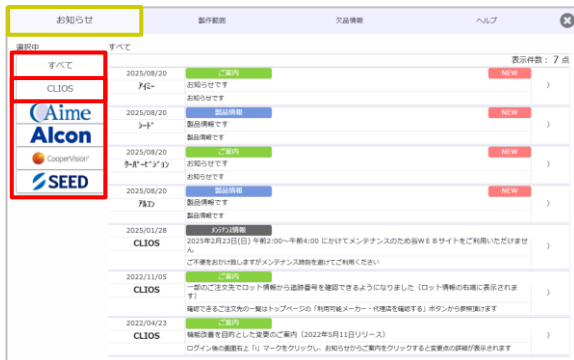 お知らせ
製作範囲
欠品情報
ヘルプ
選択中
すべて
表示件数： 7 点
すべて
CLIOS
Aime
Alcon
CooperVision
SEED
2025/08/20
ご案内
NEW
アイミー
お知らせです
お知らせです
2025/08/20
製品情報
NEW
シード
製品情報です
製品情報です
2025/08/20
ご案内
NEW
クーパービジョン
お知らせです
お知らせです
2025/08/20
製品情報
NEW
アルコン
製品情報です
製品情報です
2025/01/28
メンテナンス情報
CLIOS
2025年2月23日(日) 午前2:00～午前4:00 にかけてメンテナンスのため当ＷＥＢサイトをご利用いただけません
ん
ご不便をおかけ致しますがメンテナンス時刻を避けてご利用ください
2022/11/05
ご案内
CLIOS
一部のご注文先でロット情報から追跡番号を確認できるようになりました（ロット情報の右端に表示されま
す）
確認できるご注文先の一覧はトップページの「利用可能メーカー・代理店を確認する」ボタンから参照頂けます
2022/04/23
ご案内
CLIOS
機能改善を目的とした変更のご案内（2022年5月11日リリース）
ログイン後の画面右上「i」マークをクリックし、お知らせからご案内をクリックすると変更点の詳細が表示されます